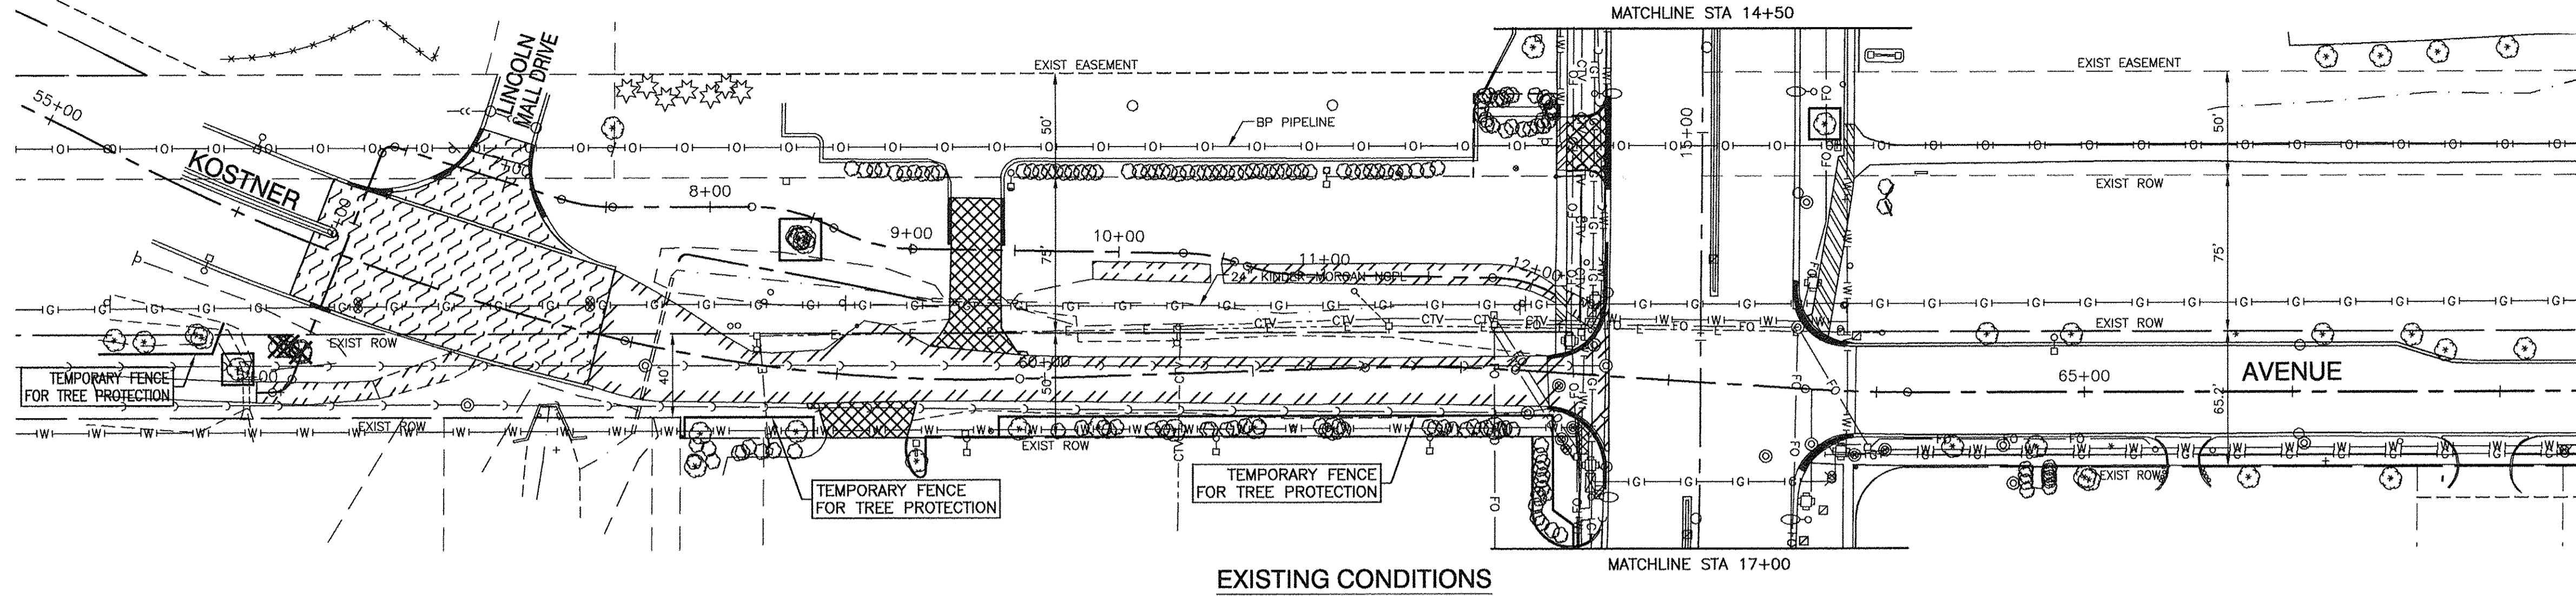 MATCHLINE STA 14+50
LINCOLN
MALL DRIVE
EXIST EASEMENT
EXIST EASEMENT
55+00
50'
BP PIPELINE
15+00
50'
KOSTNER
8+00
EXIST ROW
9+00
10+00
75'
11+00
12+00
24" KINDER-MORGAN NGPL
75'
EXIST ROW
EXIST ROW
CTV
CTV
CTV
CTV
60+00
TEMPORARY FENCE
FOR TREE PROTECTION
40'
50'
65+00
AVENUE
65.2'
EXIST ROW
EXIST ROW
EXIST ROW
TEMPORARY FENCE
FOR TREE PROTECTION
TEMPORARY FENCE
FOR TREE PROTECTION
MATCHLINE STA 17+00
EXISTING CONDITIONS